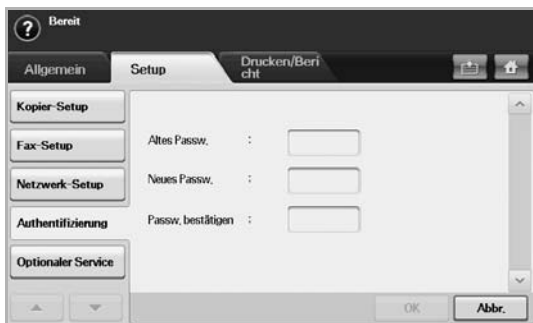 ? Bereit
Allgemein
Setup
Drucken/Beri
cht
Kopier-Setup
Fax-Setup
Netzwerk-Setup
Authentifizierung
Optionaler Service
Altes Passw. :
Neues Passw. :
Passw. bestätigen :
OK
Abbr.